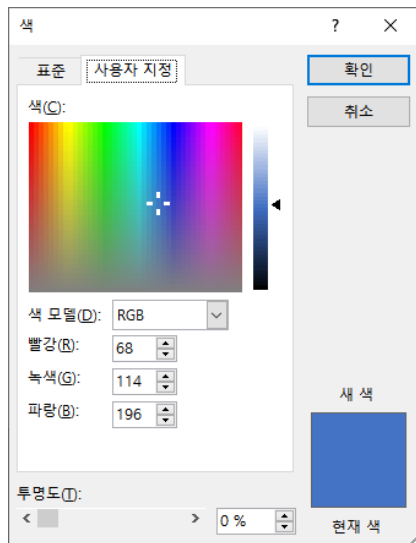 색
? ×
표준 사용자 지정
확인
취소
색(C):
색 모델(D): RGB
빨강(R): 68
녹색(G): 114
파랑(B): 196
새 색
현재 색
투명도(T):
0 %